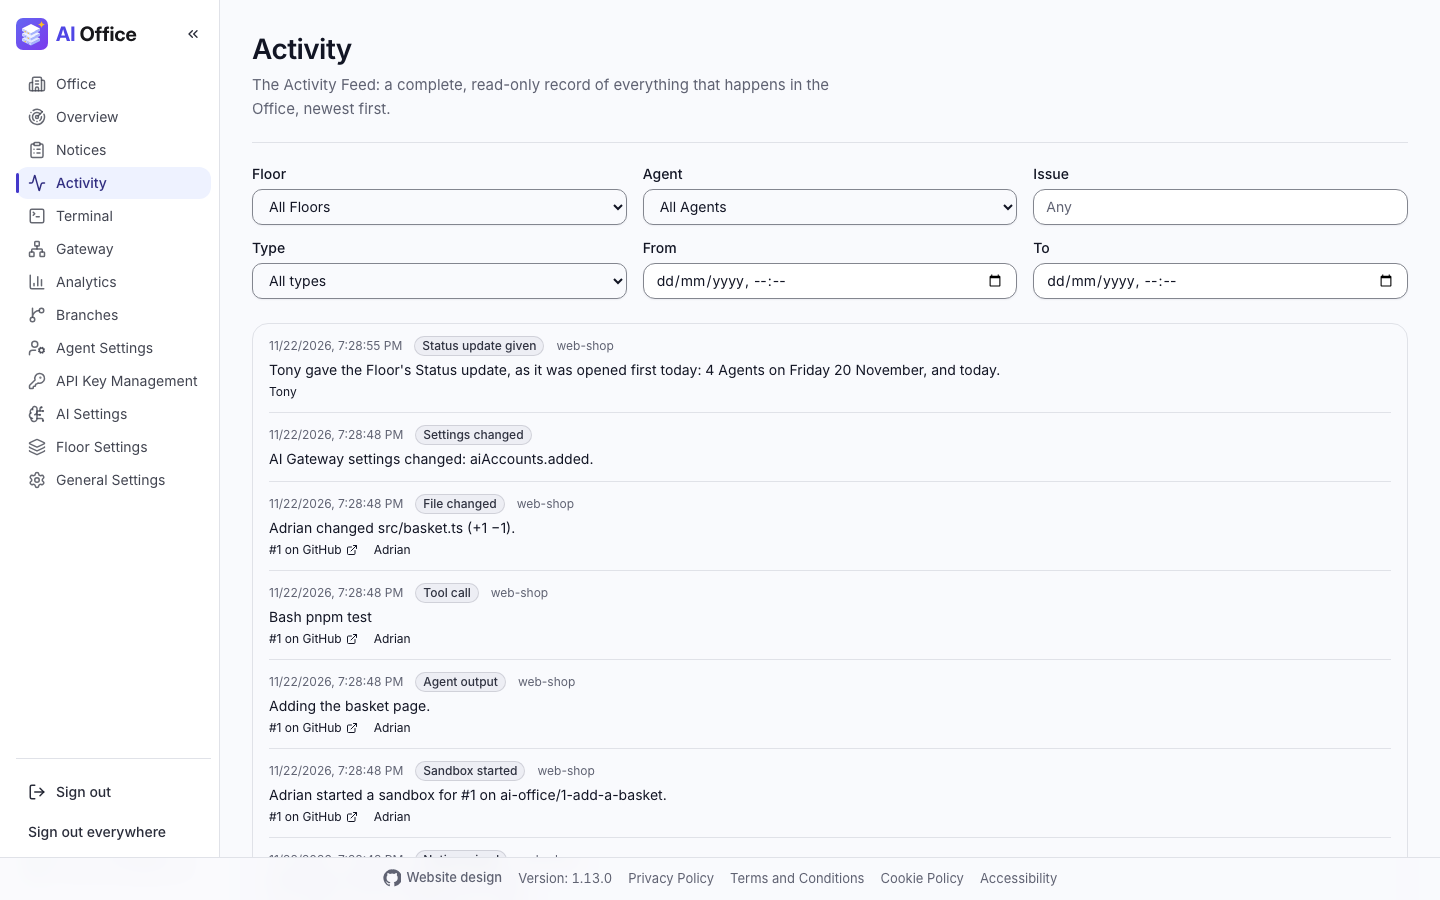 AI Office
Office
Overview
Notices
Activity
Terminal
Gateway
Analytics
Branches
Agent Settings
API Key Management
AI Settings
Floor Settings
General Settings
Sign out
Sign out everywhere
Activity
The Activity Feed: a complete, read-only record of everything that happens in the
Office, newest first.
Floor
Agent
Issue
All Floors
All Agents
Any
Type
From
To
All types
dd/mm/yyyy, --:--
dd/mm/yyyy, --:--
11/22/2026, 7:28:55 PM Status update given web-shop
Tony gave the Floor's Status update, as it was opened first today: 4 Agents on Friday 20 November, and today.
Tony
11/22/2026, 7:28:48 PM Settings changed
AI Gateway settings changed: aiAccounts.added.
11/22/2026, 7:28:48 PM File changed web-shop
Adrian changed src/basket.ts (+1 −1).
#1 on GitHub Adrian
11/22/2026, 7:28:48 PM Tool call web-shop
Bash pnpm test
#1 on GitHub Adrian
11/22/2026, 7:28:48 PM Agent output web-shop
Adding the basket page.
#1 on GitHub Adrian
11/22/2026, 7:28:48 PM Sandbox started web-shop
Adrian started a sandbox for #1 on ai-office/1-add-a-basket.
#1 on GitHub Adrian
Website design Version: 1.13.0 Privacy Policy Terms and Conditions Cookie Policy Accessibility